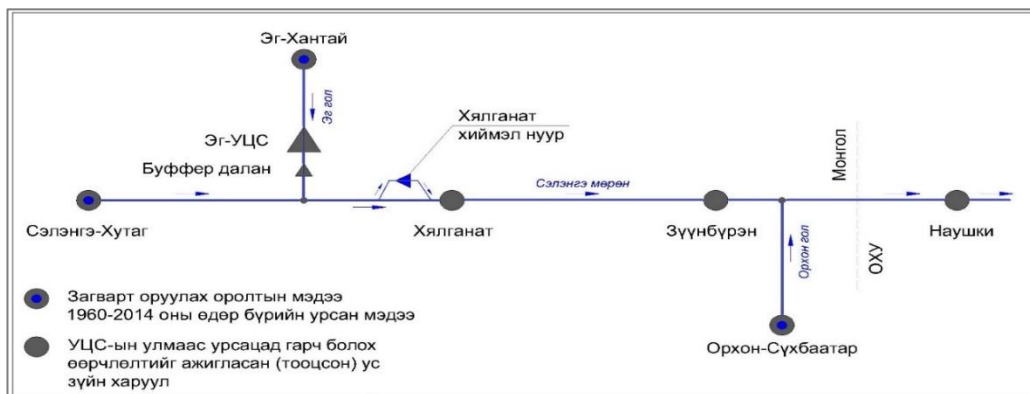 Эг-Хантай
Эг гол
Эг-УЦС
Буффер далан
Хялганат
хиймэл нуур
Сэлэнгэ мөрөн
Монгол
ОХУ
Сэлэнгэ-Хутаг
Хялганат
Зүүнбүрэн
Наушки
Орхон гол
Орхон-Сүхбаатар
Загварт оруулах оролтын мэдээ
1960-2014 оны өдөр бүрийн урсан мэдээ
УЦС-ын улмаас урсацад гарч болох
өөрчлөлтийг ажигласан (тооцсон) ус
зүйн харуул